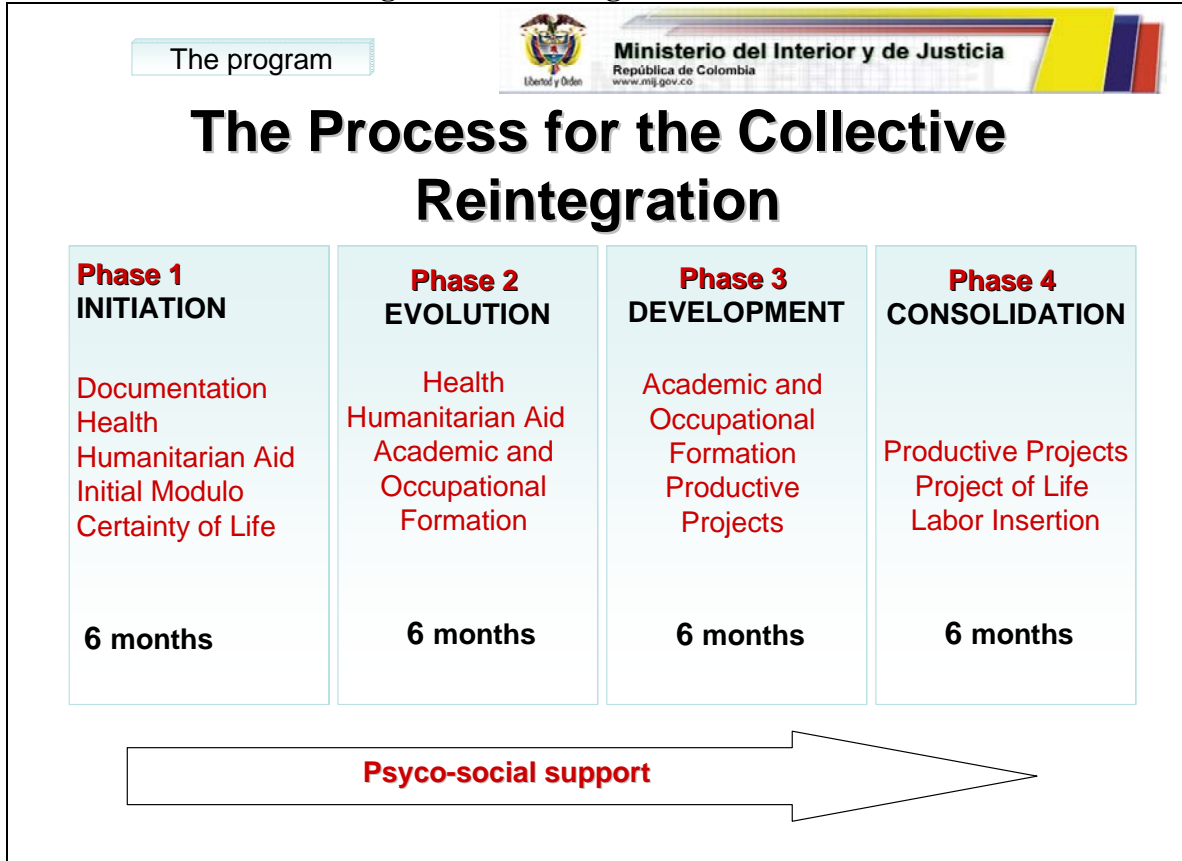 The program
Libertad y Orden
Ministerio del Interior y de Justicia
República de Colombia
www.mij.gov.co
The Process for the Collective
Reintegration
Phase 1
INITIATION
Documentation
Health
Humanitarian Aid
Initial Modulo
Certainty of Life
6 months
Phase 2
EVOLUTION
Health
Humanitarian Aid
Academic and
Occupational
Formation
6 months
Phase 3
DEVELOPMENT
Academic and
Occupational
Formation
Productive
Projects
6 months
Phase 4
CONSOLIDATION
Productive Projects
Project of Life
Labor Insertion
6 months
Psyco-social support